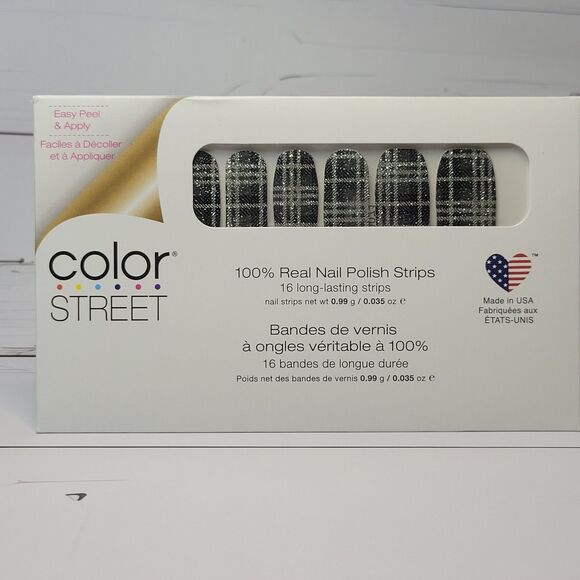 Easy Peel
& Apply
Faciles à Décoller
et à Appliquer
color®
STREET
100% Real Nail Polish Strips
16 long-lasting strips
nail strips net wt 0.99 g / 0.035 oz ℮
Bandes de vernis
à ongles véritable à 100%
16 bandes de longue durée
Poids net des bandes de vernis 0.99 g / 0.035 oz ℮
™
Made in USA
Fabriquées aux
ÉTATS-UNIS